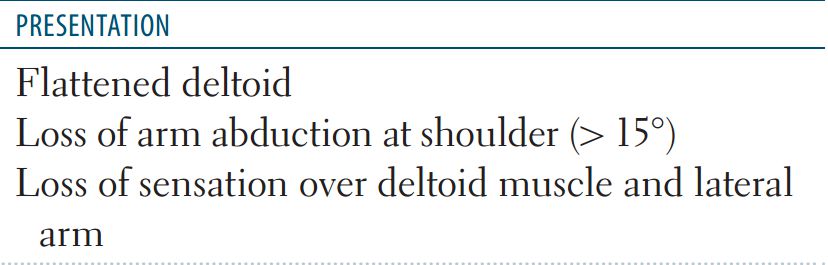 PRESENTATION
Flattened deltoid
Loss of arm abduction at shoulder (> 15°)
Loss of sensation over deltoid muscle and lateral
arm